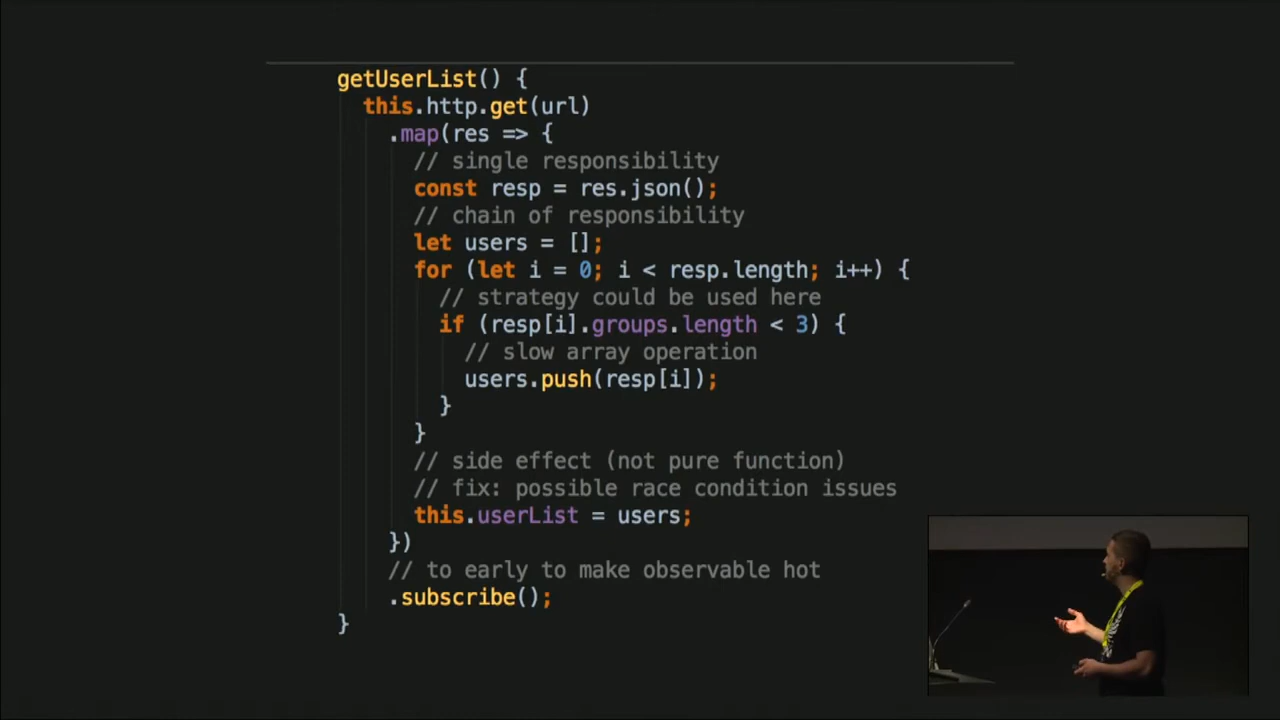 getUserList() {
this.http.get(url)
.map(res => {
// single responsibility
const resp = res.json();
// chain of responsibility
let users = [];
for (let i = 0; i < resp.length; i++) {
// strategy could be used here
if (resp[i].groups.length < 3) {
// slow array operation
users.push(resp[i]);
}
}
// side effect (not pure function)
// fix: possible race condition issues
this.userList = users;
})
// to early to make observable hot
.subscribe();
}